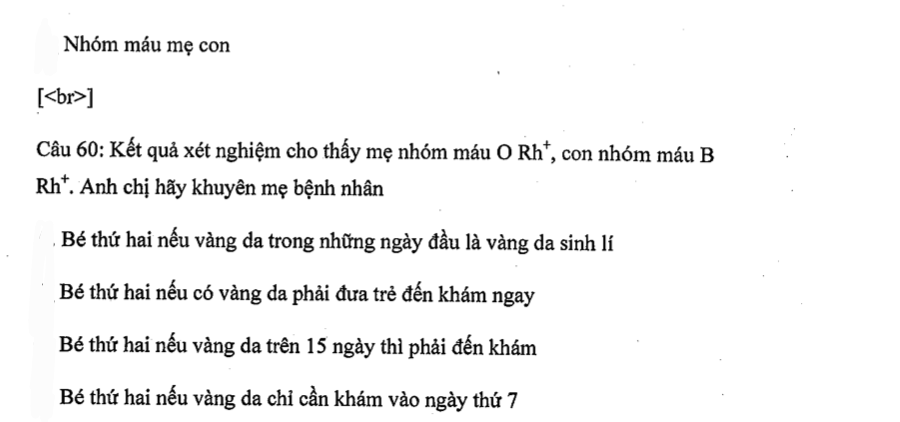 Nhóm máu mẹ con
[<br>]
Câu 60: Kết quả xét nghiệm cho thấy mẹ nhóm máu O Rh⁺, con nhóm máu B
Rh⁺. Anh chị hãy khuyên mẹ bệnh nhân
Bé thứ hai nếu vàng da trong những ngày đầu là vàng da sinh lí
Bé thứ hai nếu có vàng da phải đưa trẻ đến khám ngay
Bé thứ hai nếu vàng da trên 15 ngày thì phải đến khám
Bé thứ hai nếu vàng da chỉ cần khám vào ngày thứ 7